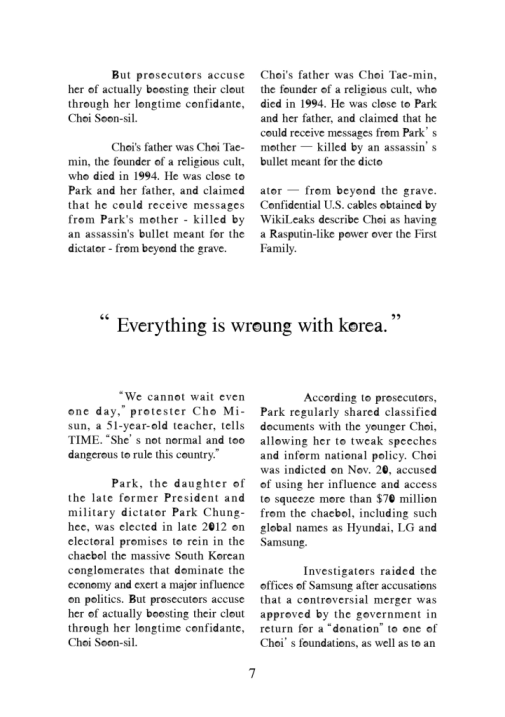 But prosecutors accuse
her of actually boosting their clout
through her longtime confidante,
Choi Soon-sil.
Choi's father was Choi Tae-
min, the founder of a religious cult,
who died in 1994. He was close to
Park and her father, and claimed
that he could receive messages
from Park's mother - killed by
an assassin's bullet meant for the
dictator - from beyond the grave.
Choi's father was Choi Tae-min,
the founder of a religious cult, who
died in 1994. He was close to Park
and her father, and claimed that he
could receive messages from Park’s
mother — killed by an assassin’s
bullet meant for the dicto
ator — from beyond the grave.
Confidential U.S. cables obtained by
WikiLeaks describe Choi as having
a Rasputin-like power over the First
Family.
“ Everything is wroung with korea.”
“We cannot wait even
one day,” protester Cho Mi-
sun, a 51-year-old teacher, tells
TIME. “She’s not normal and too
dangerous to rule this country.”
Park, the daughter of
the late former President and
military dictator Park Chung-
hee, was elected in late 2012 on
electoral promises to rein in the
chaebol the massive South Korean
conglomerates that dominate the
economy and exert a major influence
on politics. But prosecutors accuse
her of actually boosting their clout
through her longtime confidante,
Choi Soon-sil.
According to prosecutors,
Park regularly shared classified
documents with the younger Choi,
allowing her to tweak speeches
and inform national policy. Choi
was indicted on Nov. 20, accused
of using her influence and access
to squeeze more than $70 million
from the chaebol, including such
global names as Hyundai, LG and
Samsung.
Investigators raided the
offices of Samsung after accusations
that a controversial merger was
approved by the government in
return for a “donation” to one of
Choi’s foundations, as well as to an
7